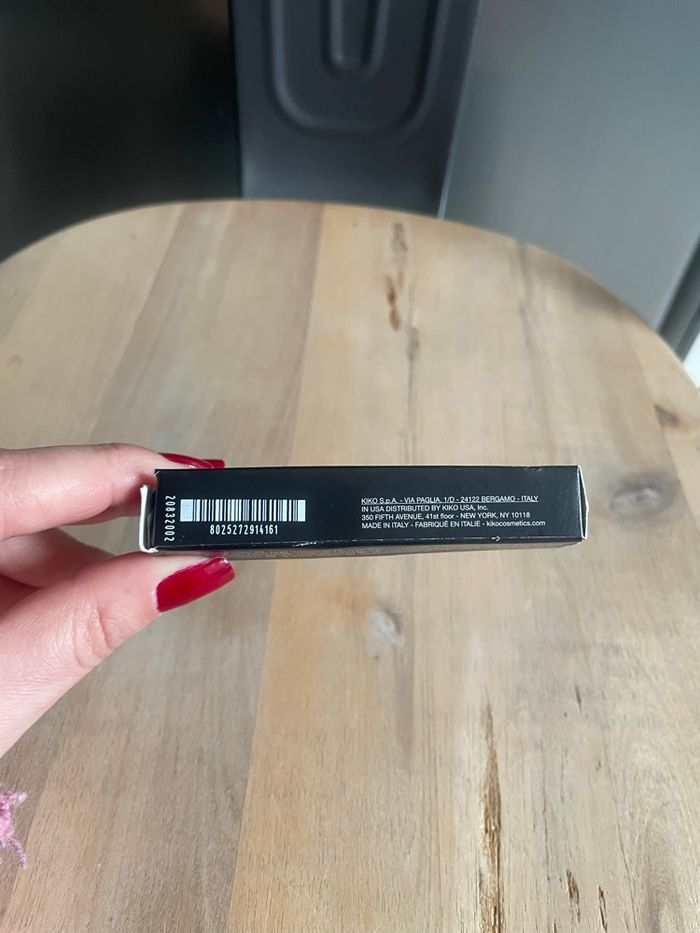 20832002
8025272914161
KIKO S.p.A. - VIA PAGLIA, 1/D - 24122 BERGAMO - ITALY
IN USA DISTRIBUTED BY KIKO USA, Inc.
350 FIFTH AVENUE, 41st floor - NEW YORK, NY 10118
MADE IN ITALY - FABRIQUÉ EN ITALIE - kikocosmetics.com